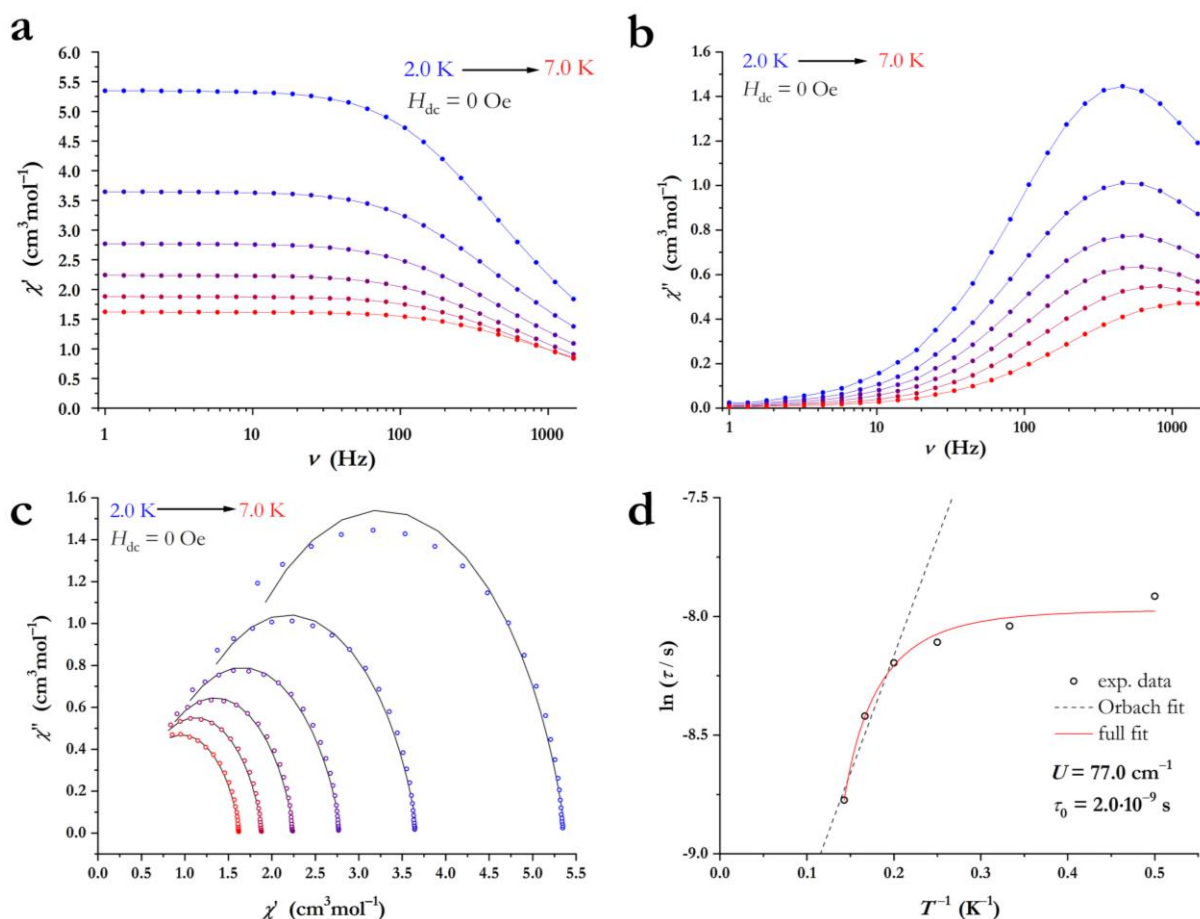 a
6.0
5.5
5.0
4.5
4.0
3.5
3.0
2.5
2.0
1.5
1.0
0.5
0.0
χ′ (cm³mol⁻¹)
2.0 K 7.0 K
H_dc = 0 Oe
1 10 100 1000
ν (Hz)
b
1.6
1.4
1.2
1.0
0.8
0.6
0.4
0.2
0.0
χ″ (cm³mol⁻¹)
2.0 K 7.0 K
H_dc = 0 Oe
1 10 100 1000
ν (Hz)
c
1.6
1.4
1.2
1.0
0.8
0.6
0.4
0.2
0.0
χ″ (cm³mol⁻¹)
2.0 K 7.0 K
H_dc = 0 Oe
0.0 0.5 1.0 1.5 2.0 2.5 3.0 3.5 4.0 4.5 5.0 5.5
χ′ (cm³mol⁻¹)
d
-7.5
-8.0
-8.5
-9.0
ln (τ / s)
exp. data
Orbach fit
full fit
U = 77.0 cm⁻¹
τ₀ = 2.0·10⁻⁹ s
0.0 0.1 0.2 0.3 0.4 0.5
T⁻¹ (K⁻¹)